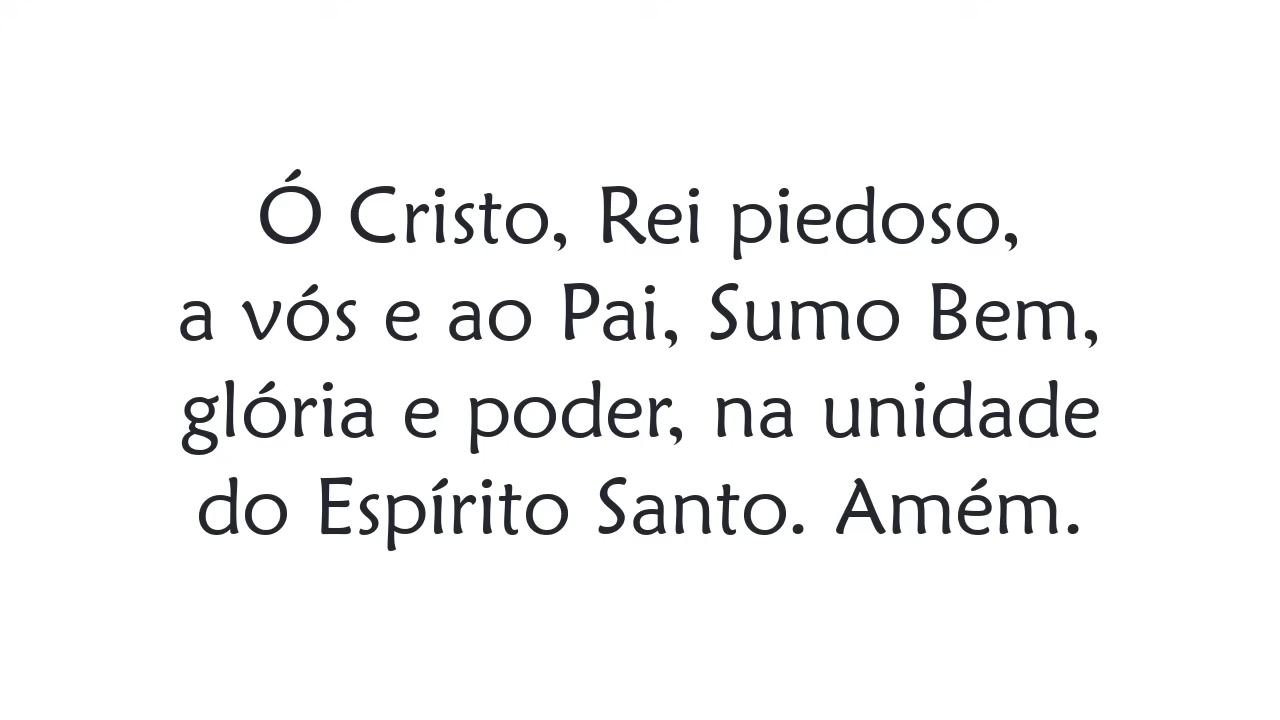 Ó Cristo, Rei piedoso,
a vós e ao Pai, Sumo Bem,
glória e poder, na unidade
do Espírito Santo. Amém.